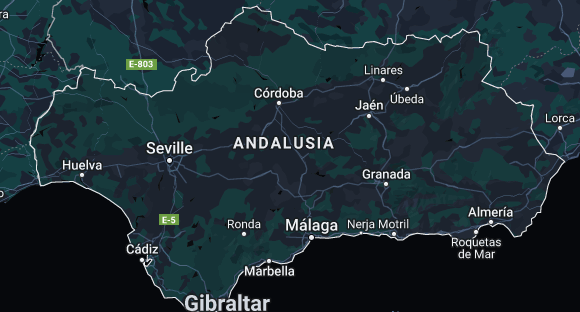 E-803
Linares
Córdoba
Úbeda
Jaén
Lorca
Seville
ANDALUSIA
Huelva
Granada
Almería
E-5
Ronda
Málaga
Nerja Motril
Roquetas
de Mar
Cádiz
Marbella
Gibraltar